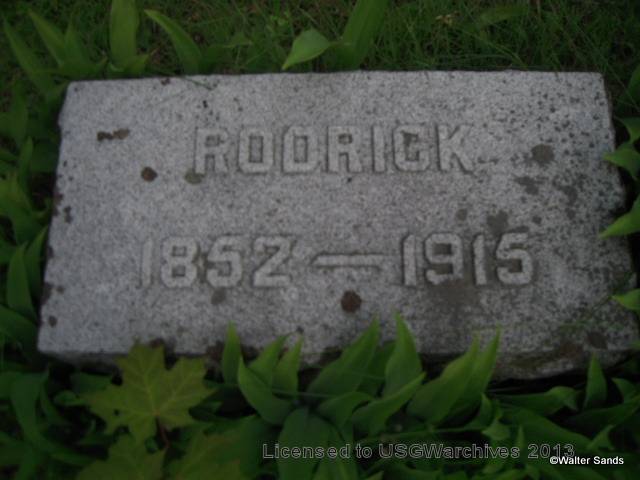 RODRICK
1852 — 1915
Licensed to USGWarchives 2013
©Walter Sands